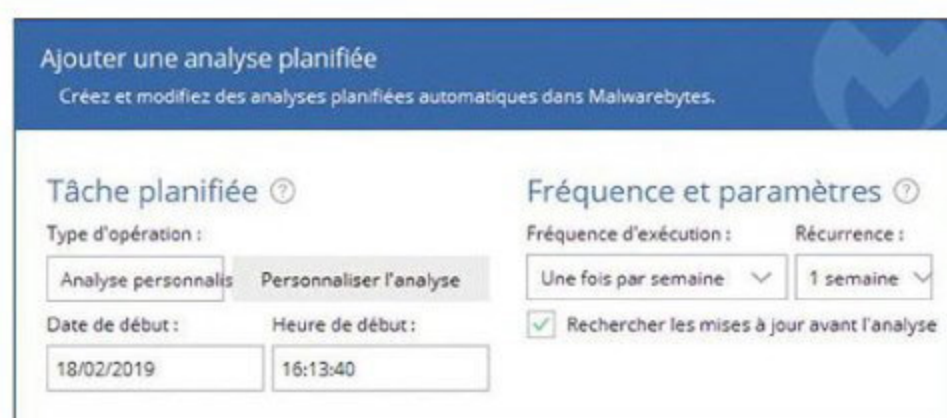 Ajouter une analyse planifiée
Créez et modifiez des analyses planifiées automatiques dans Malwarebytes.
Tâche planifiée ?
Type d'opération :
Analyse personnalis
Personnaliser l'analyse
Date de début :
Heure de début :
18/02/2019
16:13:40
Fréquence et paramètres ?
Fréquence d'exécution :
Récurrence :
Une fois par semaine
1 semaine
Rechercher les mises à jour avant l'analyse